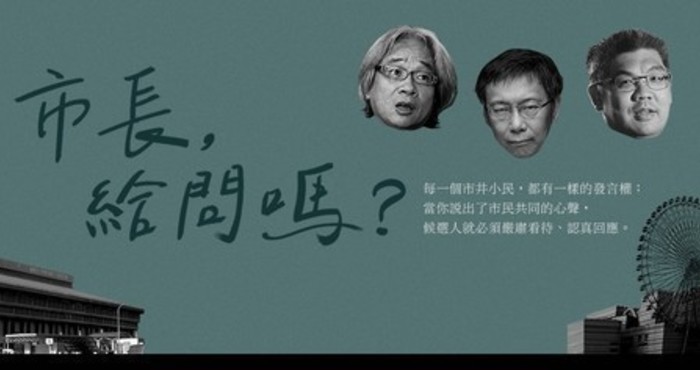 市長，
給問嗎？
每一個市井小民，都有一樣的發言權；
當你說出了市民共同的心聲，
候選人就必須嚴肅看待、認真回應。